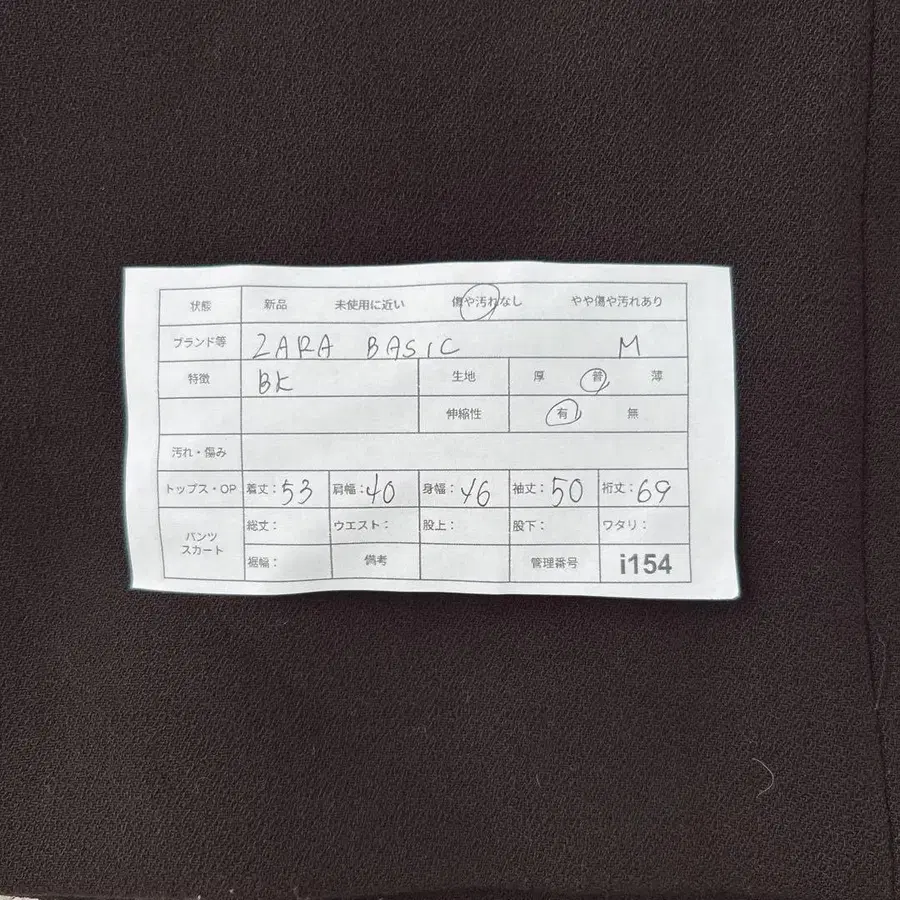 状態 新品 未使用に近い 傷や汚れなし やや傷や汚れあり
ブランド等 ZARA BASIC M
特徴 BK 生地 厚 普 薄
伸縮性 有 無
汚れ・傷み
トップス・OP 着丈:53 肩幅:40 身幅:46 袖丈:50 裄丈:69
パンツ スカート 総丈: ウエスト: 股上: 股下: ワタリ:
裾幅: 備考 管理番号 i154